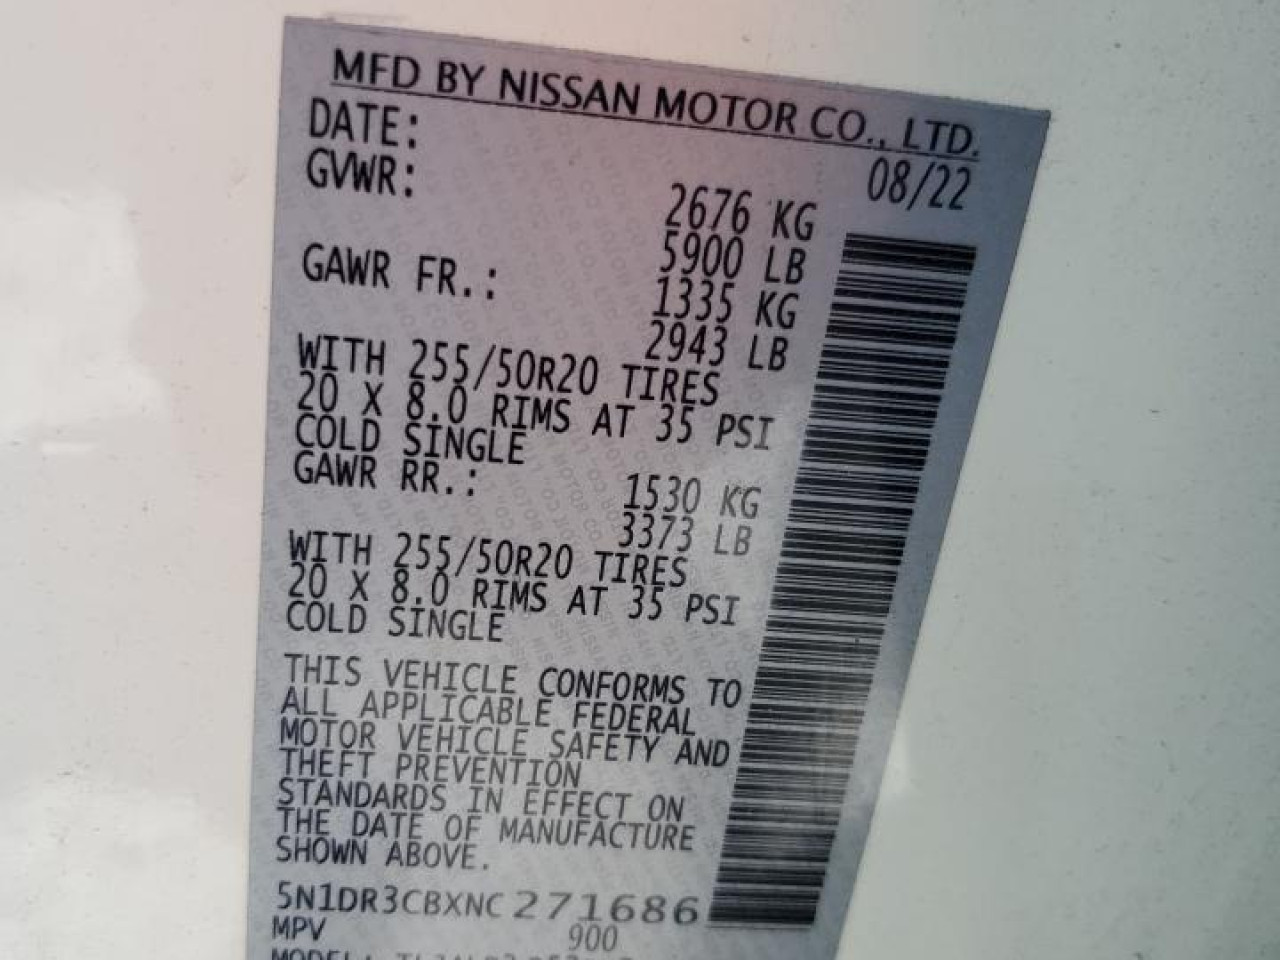 MFD BY NISSAN MOTOR CO., LTD.
DATE: 08/22
GVWR: 2676 KG
5900 LB
GAWR FR.: 1335 KG
2943 LB
WITH 255/50R20 TIRES
20 X 8.0 RIMS AT 35 PSI
COLD SINGLE
GAWR RR.: 1530 KG
3373 LB
WITH 255/50R20 TIRES
20 X 8.0 RIMS AT 35 PSI
COLD SINGLE
THIS VEHICLE CONFORMS TO
ALL APPLICABLE FEDERAL
MOTOR VEHICLE SAFETY AND
THEFT PREVENTION
STANDARDS IN EFFECT ON
THE DATE OF MANUFACTURE
SHOWN ABOVE.
5N1DR3CBXNC271686
MPV 900
MODEL: